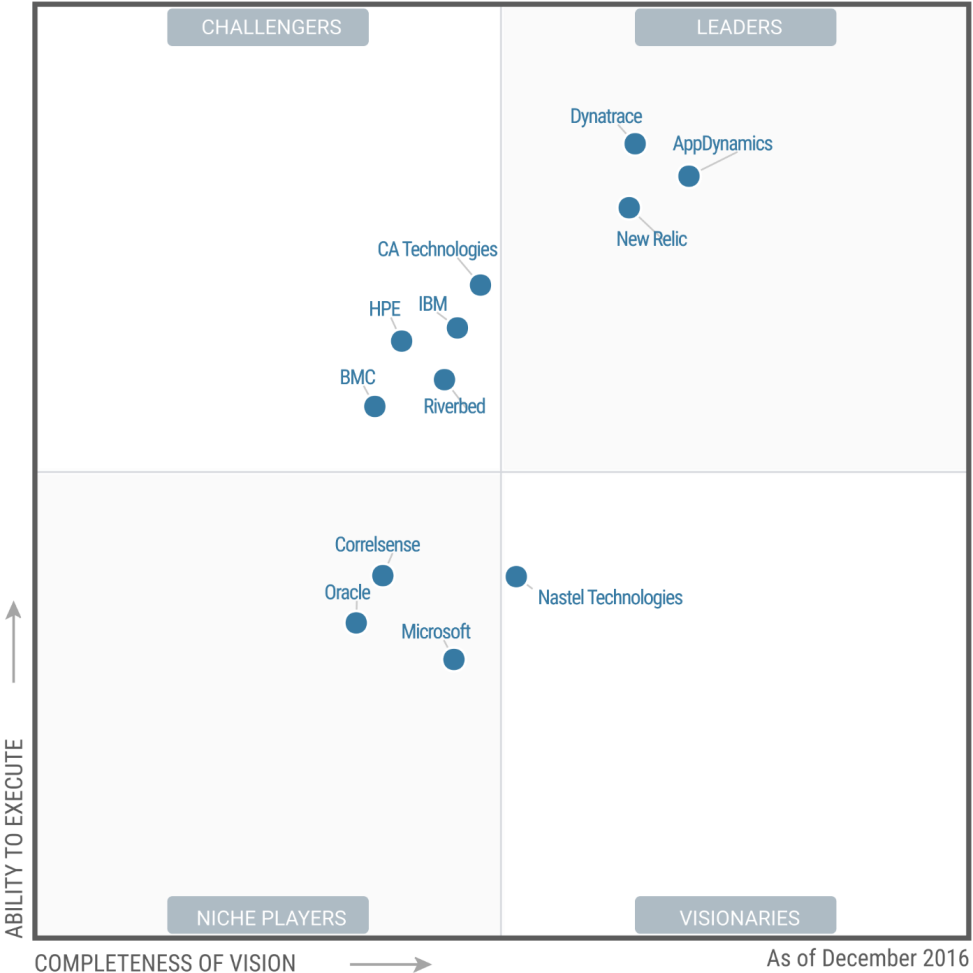 CHALLENGERS
LEADERS
Dynatrace
AppDynamics
New Relic
CA Technologies
IBM
HPE
BMC
Riverbed
Correlsense
Oracle
Nastel Technologies
Microsoft
ABILITY TO EXECUTE
NICHE PLAYERS
VISIONARIES
COMPLETENESS OF VISION
As of December 2016